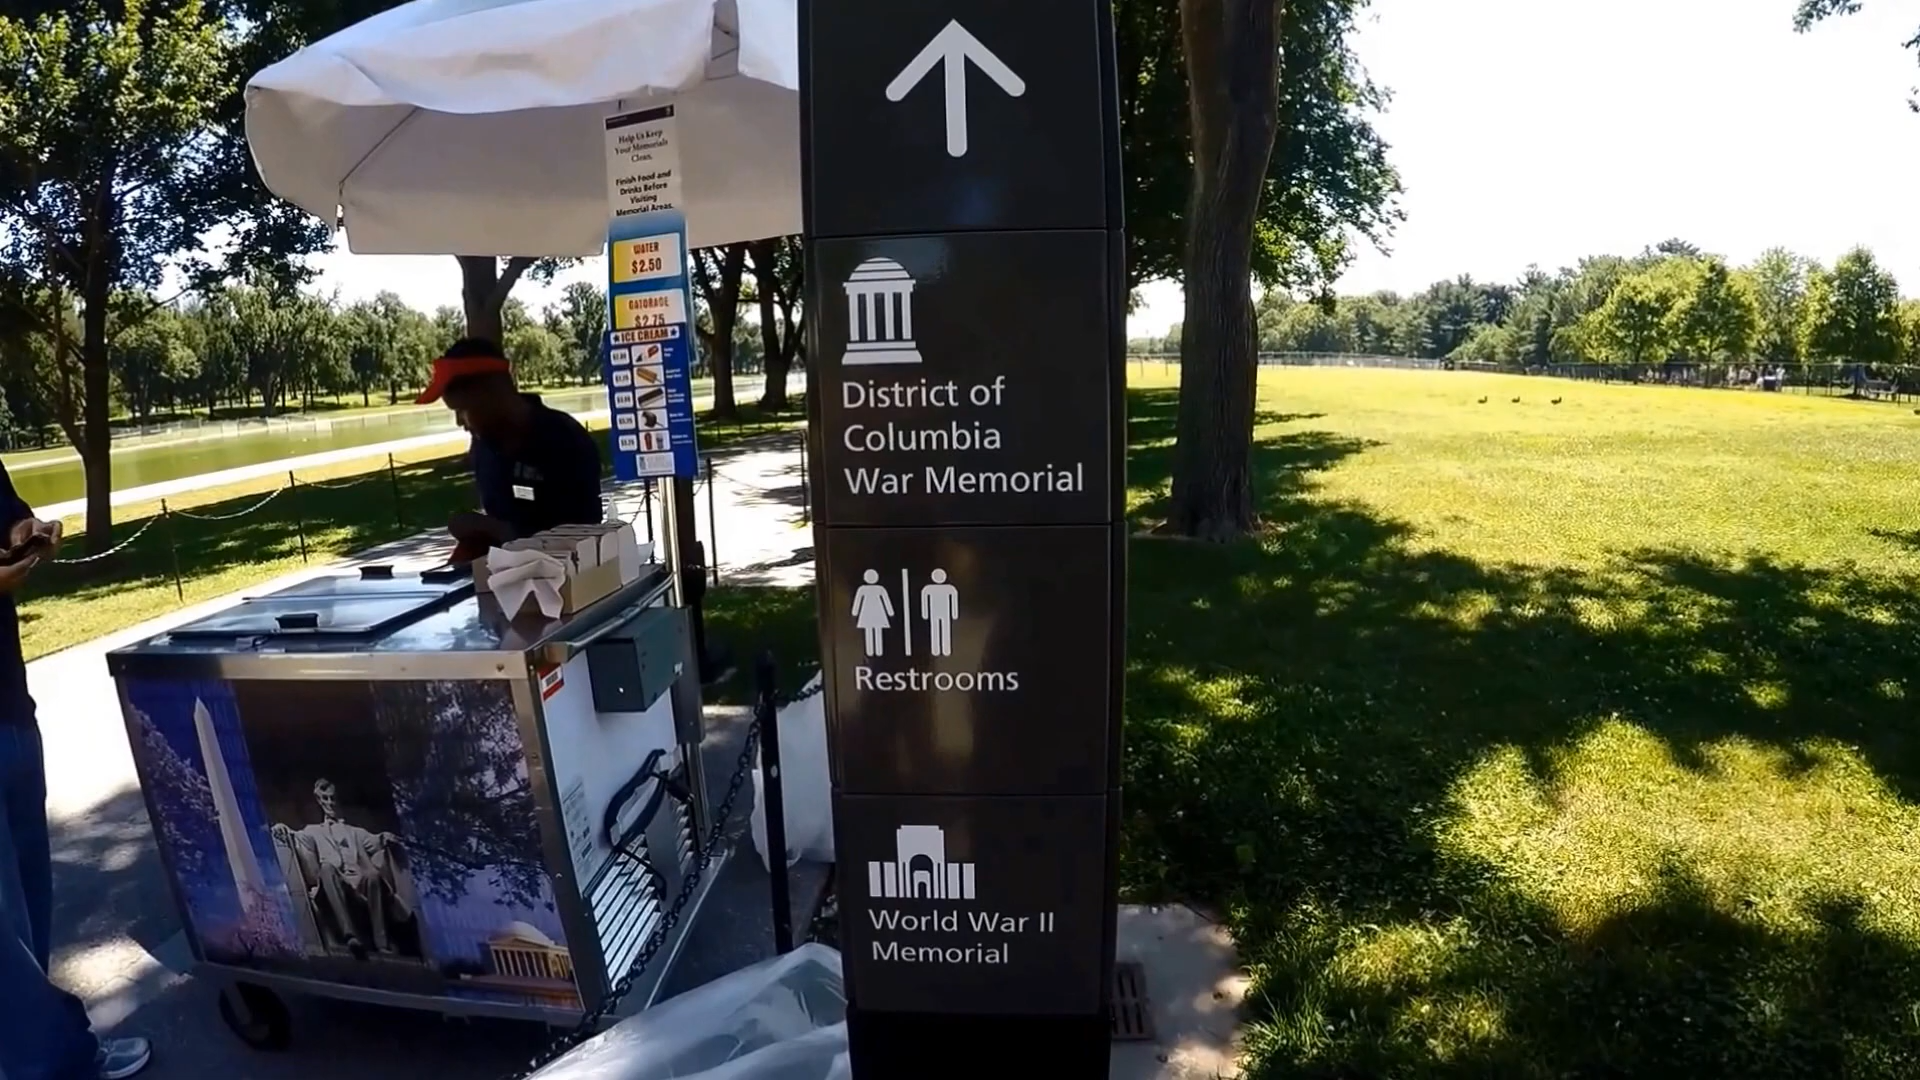 Help Us Keep
Your Memorials
Clean.
Finish Food and
Drinks Before
Visiting
Memorial Areas.
WATER
$2.50
GATORADE
$2.75
ICE CREAM
District of
Columbia
War Memorial
Restrooms
World War II
Memorial